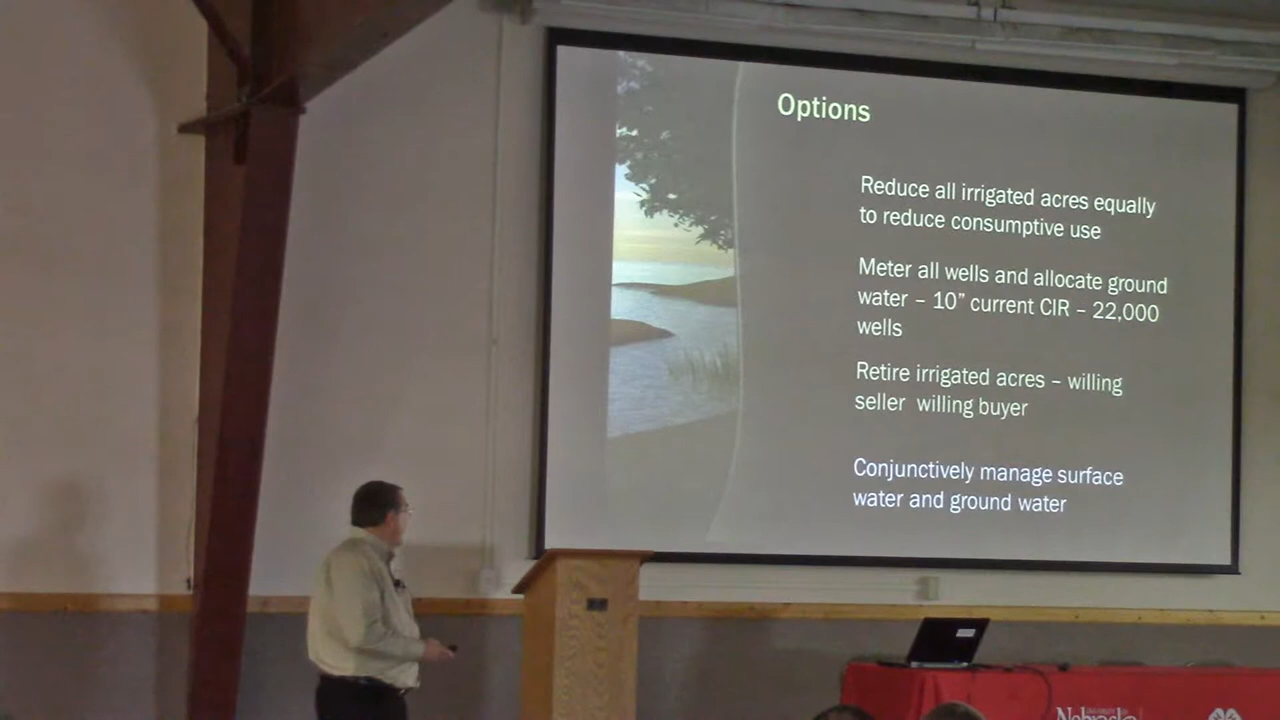 Options
Reduce all irrigated acres equally
to reduce consumptive use
Meter all wells and allocate ground
water – 10” current CIR – 22,000
wells
Retire irrigated acres – willing
seller  willing buyer
Conjunctively manage surface
water and ground water
Nebraska